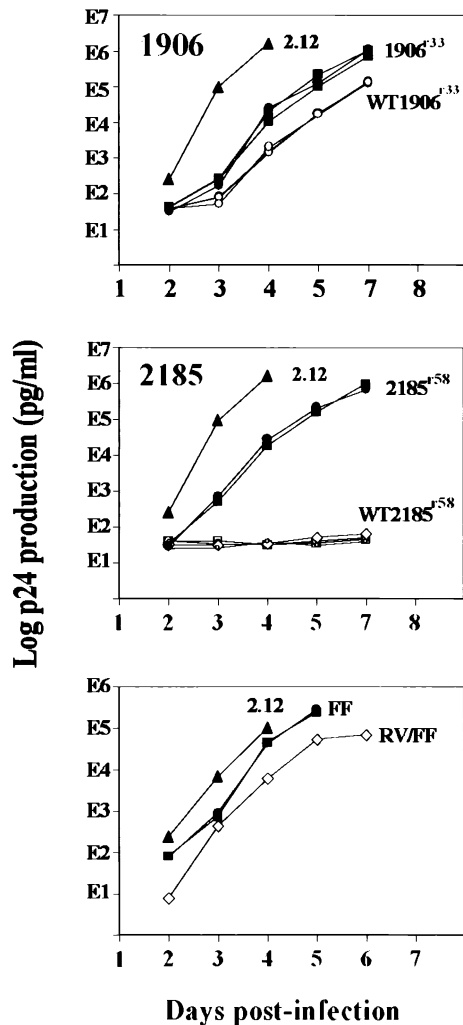 1906
2.12
1906r33
WT1906r33
E7
E6
E5
E4
E3
E2
E1
1 2 3 4 5 7 8
2185
2.12
2185r58
WT2185r58
E7
E6
E5
E4
E3
E2
E1
1 2 3 4 5 7 8
2.12
FF
RV/FF
E6
E5
E4
E3
E2
E1
1 2 3 4 5 6 7
Log p24 production (pg/ml)
Days post-infection